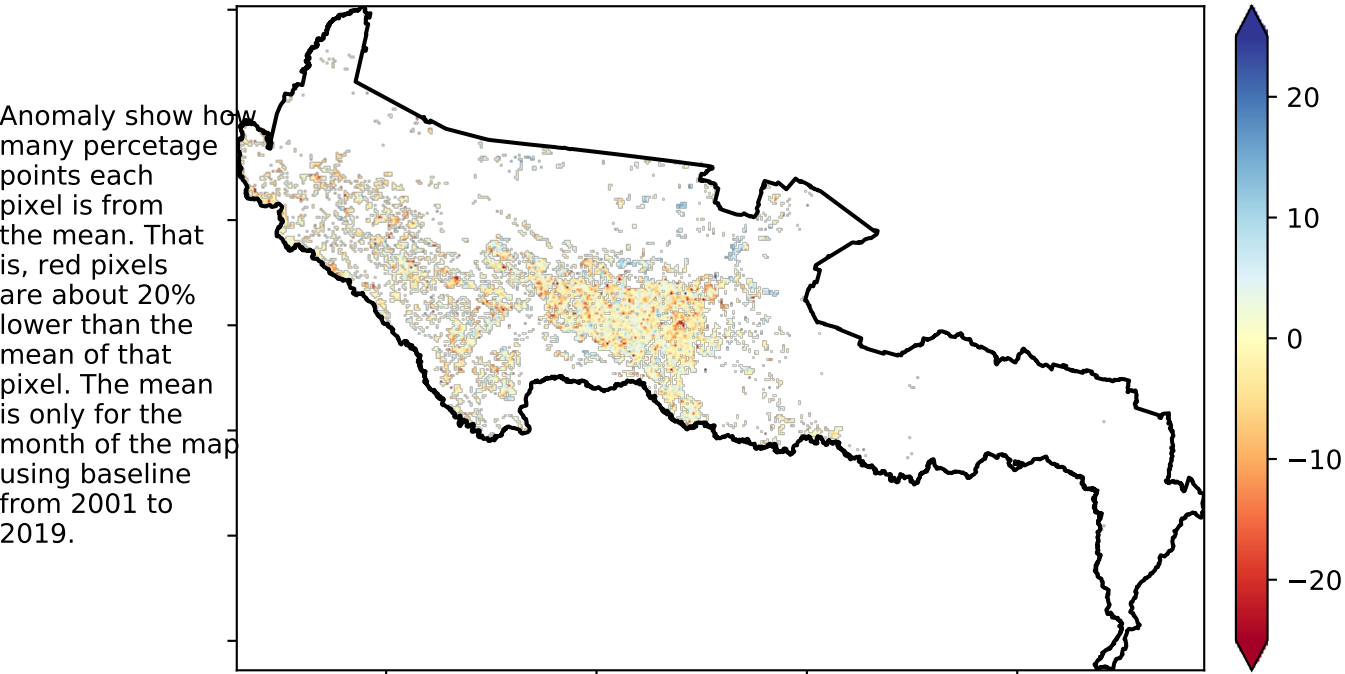 Anomaly show how
many percetage
points each
pixel is from
the mean. That
is, red pixels
are about 20%
lower than the
mean of that
pixel. The mean
is only for the
month of the map
using baseline
from 2001 to
2019.
20
10
0
−10
−20